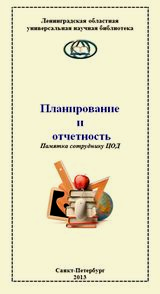 Ленинградская областная
универсальная научная библиотека
Планирование
и
отчетность
Памятка сотруднику ЦОД
Санкт-Петербург
2013